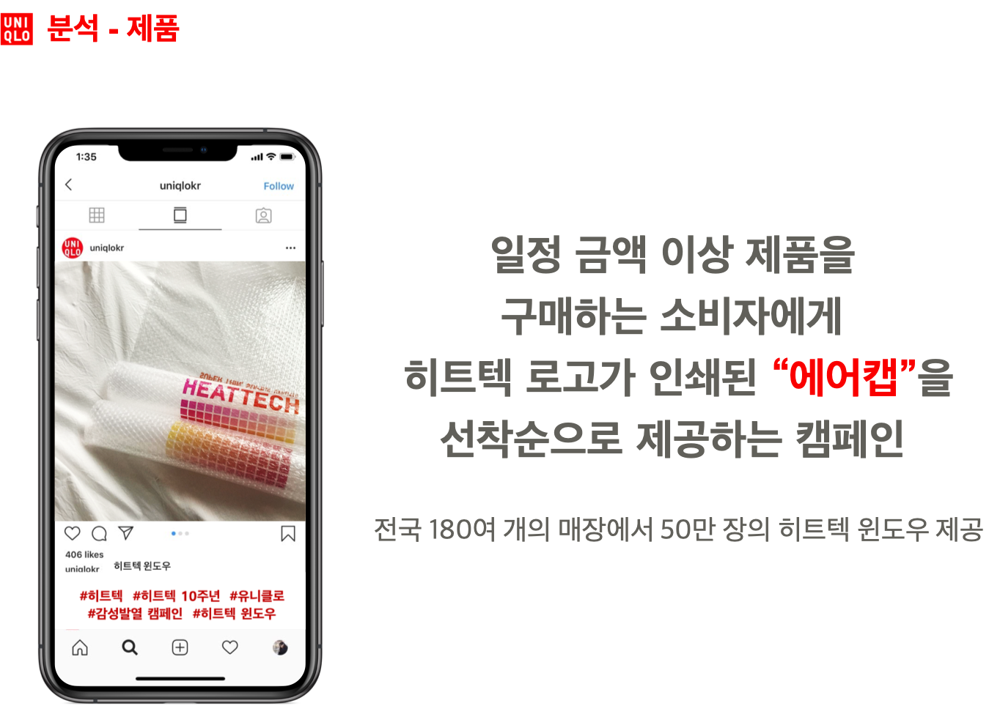 UNI
QLO
분석 - 제품
1:35
uniqlokr
Follow
UNI
QLO
uniqlokr
HEATTECH
406 likes
uniqlokr 히트텍 윈도우
#히트텍 #히트텍 10주년 #유니클로
#감성발열 캠페인 #히트텍 윈도우
일정 금액 이상 제품을
구매하는 소비자에게
히트텍 로고가 인쇄된 “에어캡”을
선착순으로 제공하는 캠페인
전국 180여 개의 매장에서 50만 장의 히트텍 윈도우 제공